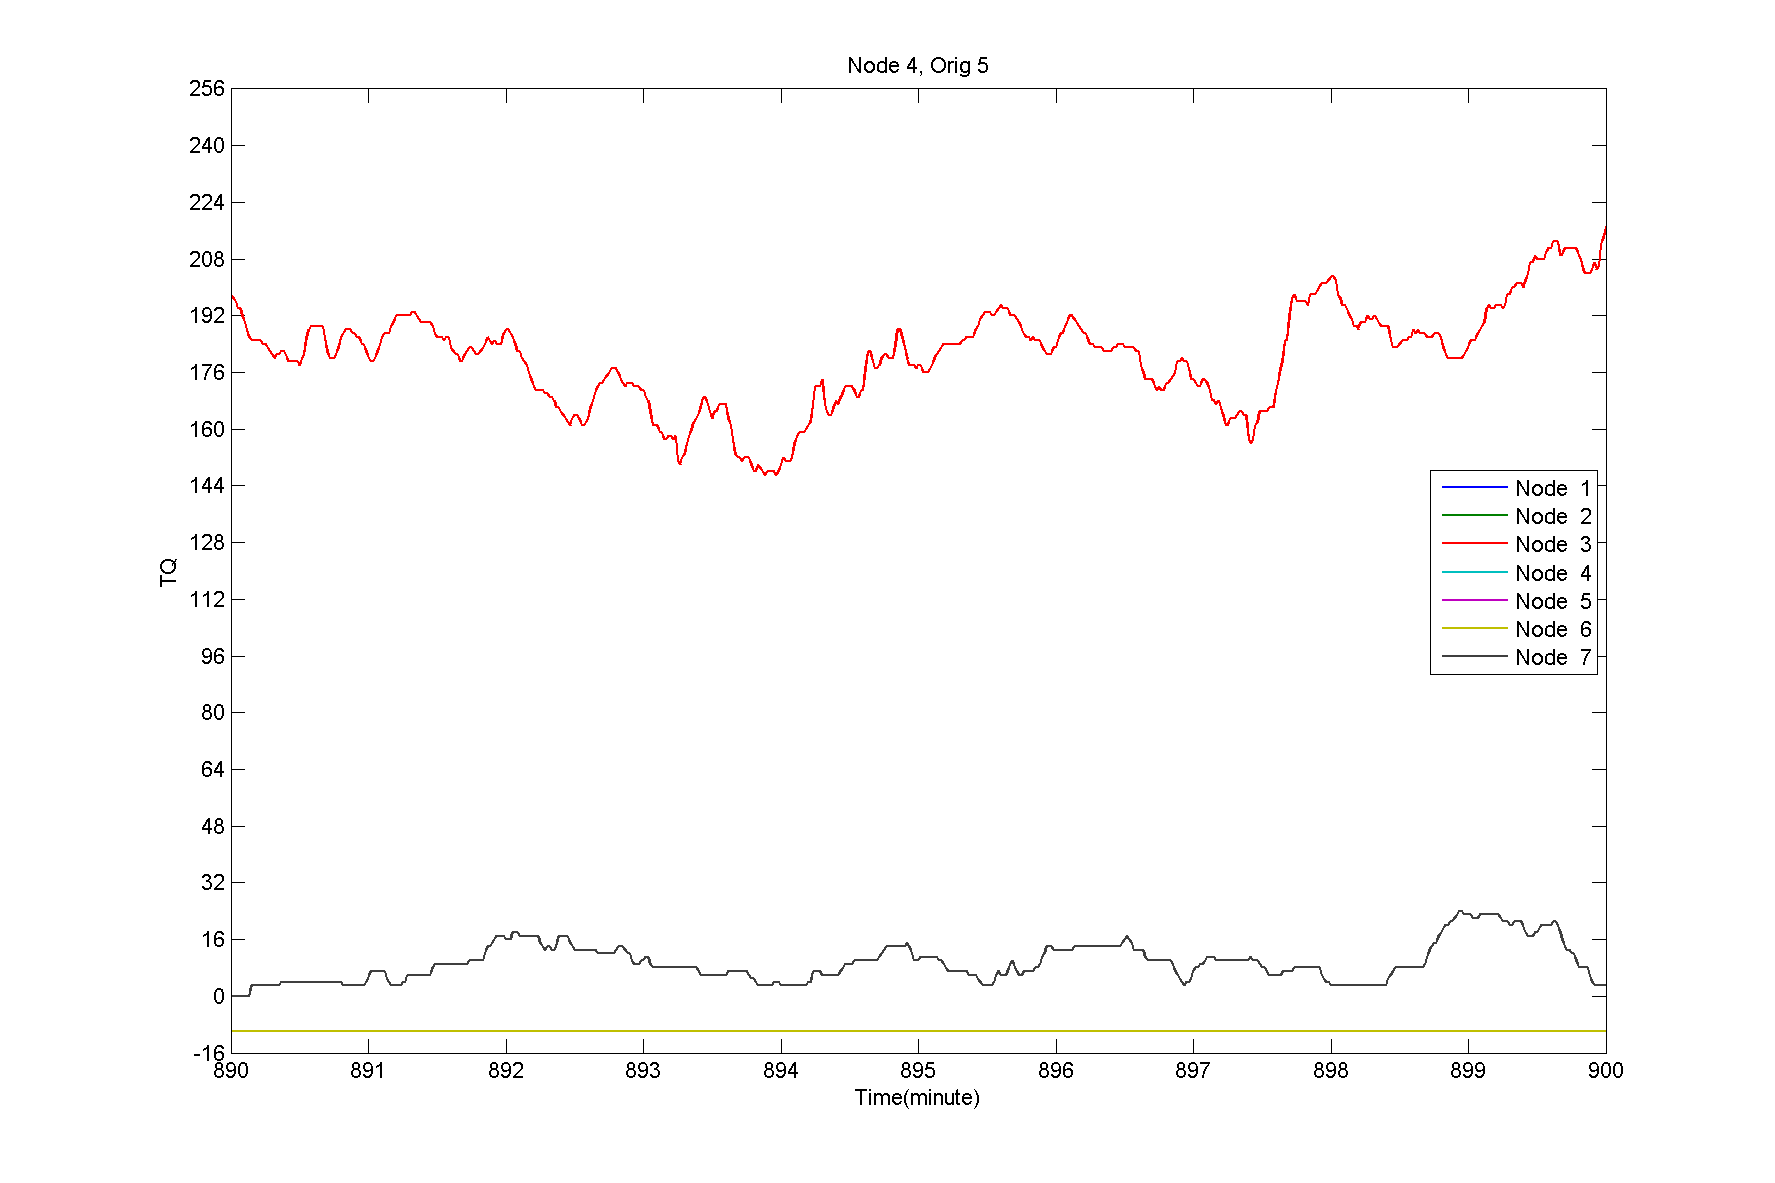 Node 4, Orig 5
256
240
224
208
192
176
160
144
128
112
96
80
64
48
32
16
0
-16
TQ
Node 1
Node 2
Node 3
Node 4
Node 5
Node 6
Node 7
890 891 892 893 894 895 896 897 898 899 900
Time(minute)